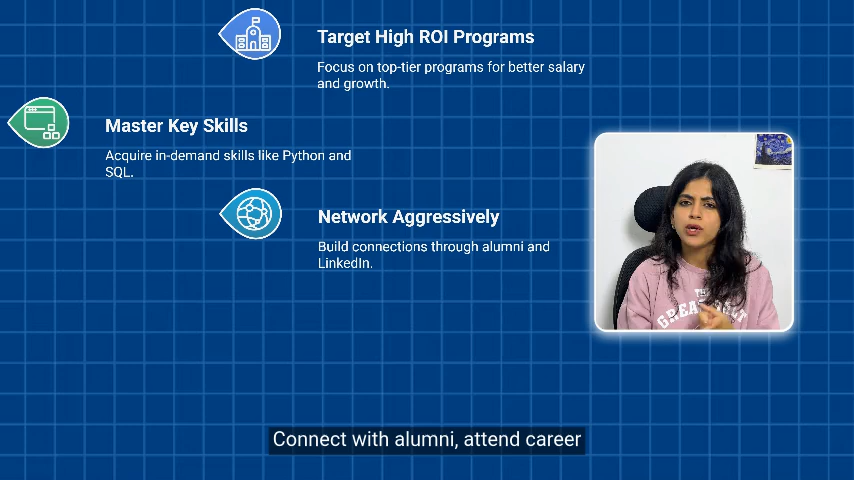 Target High ROI Programs
Focus on top-tier programs for better salary
and growth.
Master Key Skills
Acquire in-demand skills like Python and
SQL.
Network Aggressively
Build connections through alumni and
LinkedIn.
Connect with alumni, attend career